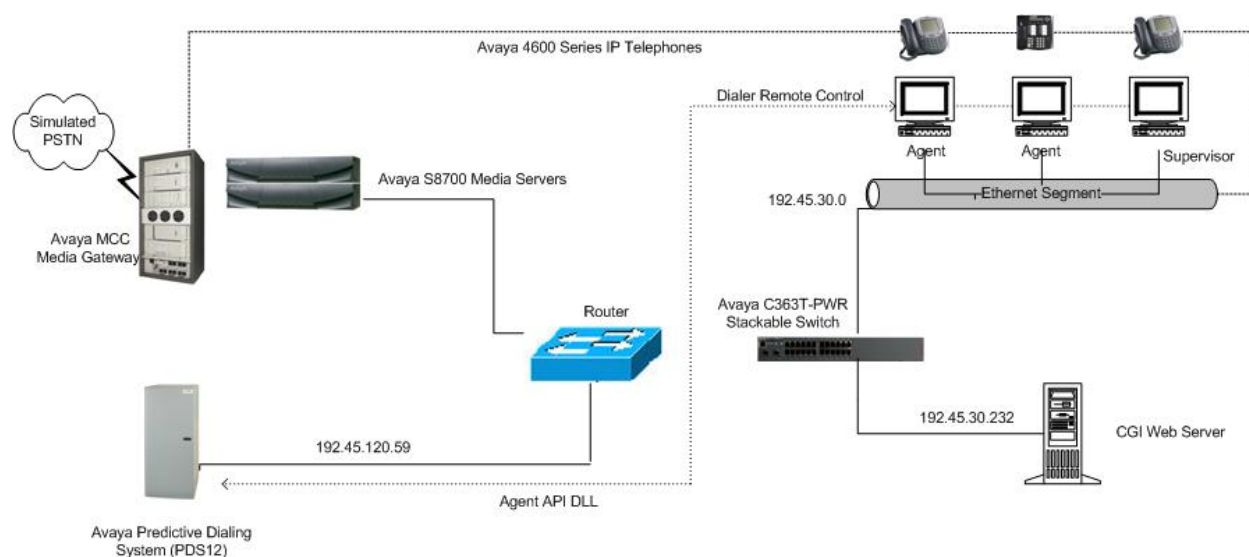 Avaya 4600 Series IP Telephones
Dialer Remote Control
Simulated
PSTN
Agent
Agent
Supervisor
Avaya S8700 Media Servers
Ethernet Segment
192.45.30.0
Avaya MCC
Media Gateway
Avaya C363T-PWR
Stackable Switch
Router
192.45.30.232
CGI Web Server
192.45.120.59
Agent API DLL
Avaya Predictive Dialing
System (PDS12)